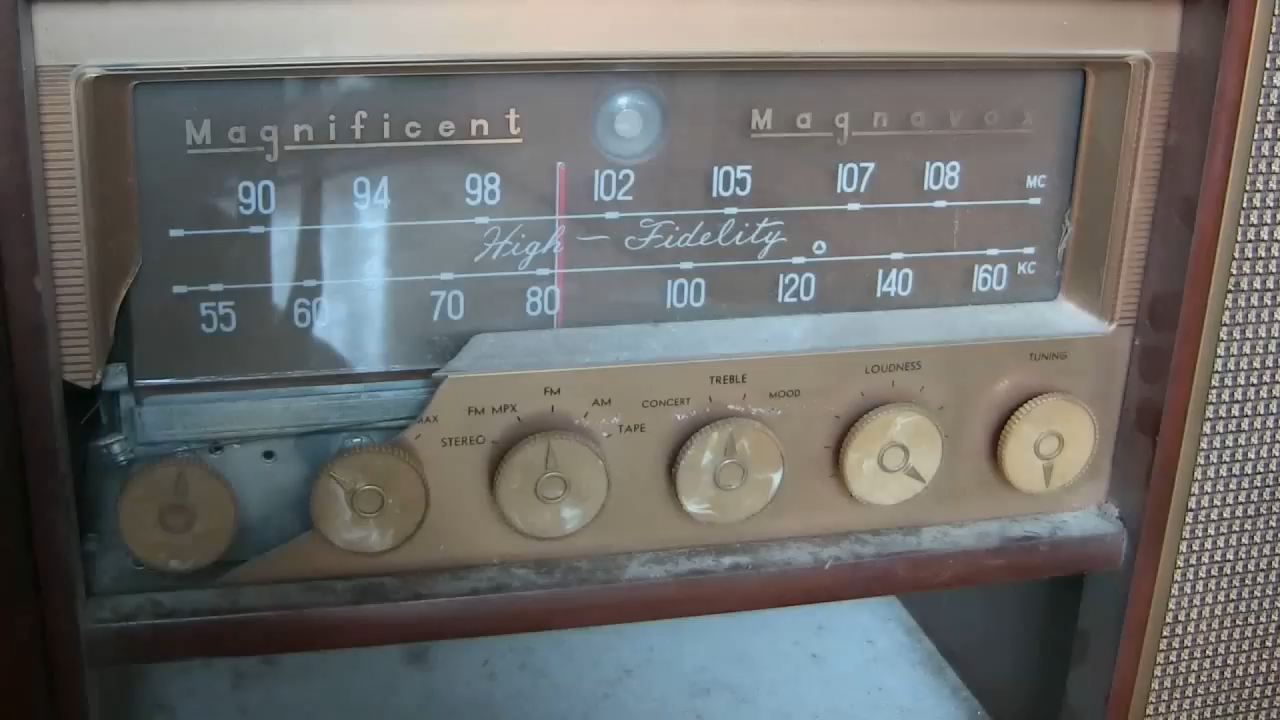 Magnificent Magnavox
90 94 98 102 105 107 108 MC
High - Fidelity
55 60 70 80 100 120 140 160 KC
MAX
STEREO FM MPX FM AM TAPE
CONCERT TREBLE MOOD
LOUDNESS
TUNING